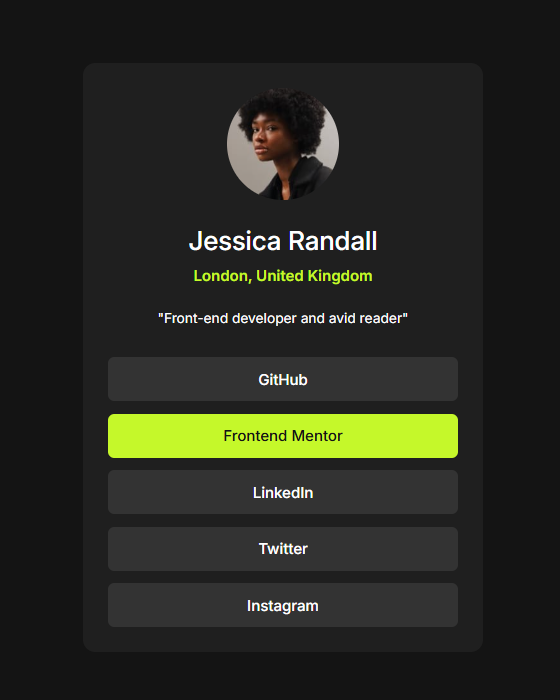 Jessica Randall
London, United Kingdom
"Front-end developer and avid reader"
GitHub
Frontend Mentor
LinkedIn
Twitter
Instagram